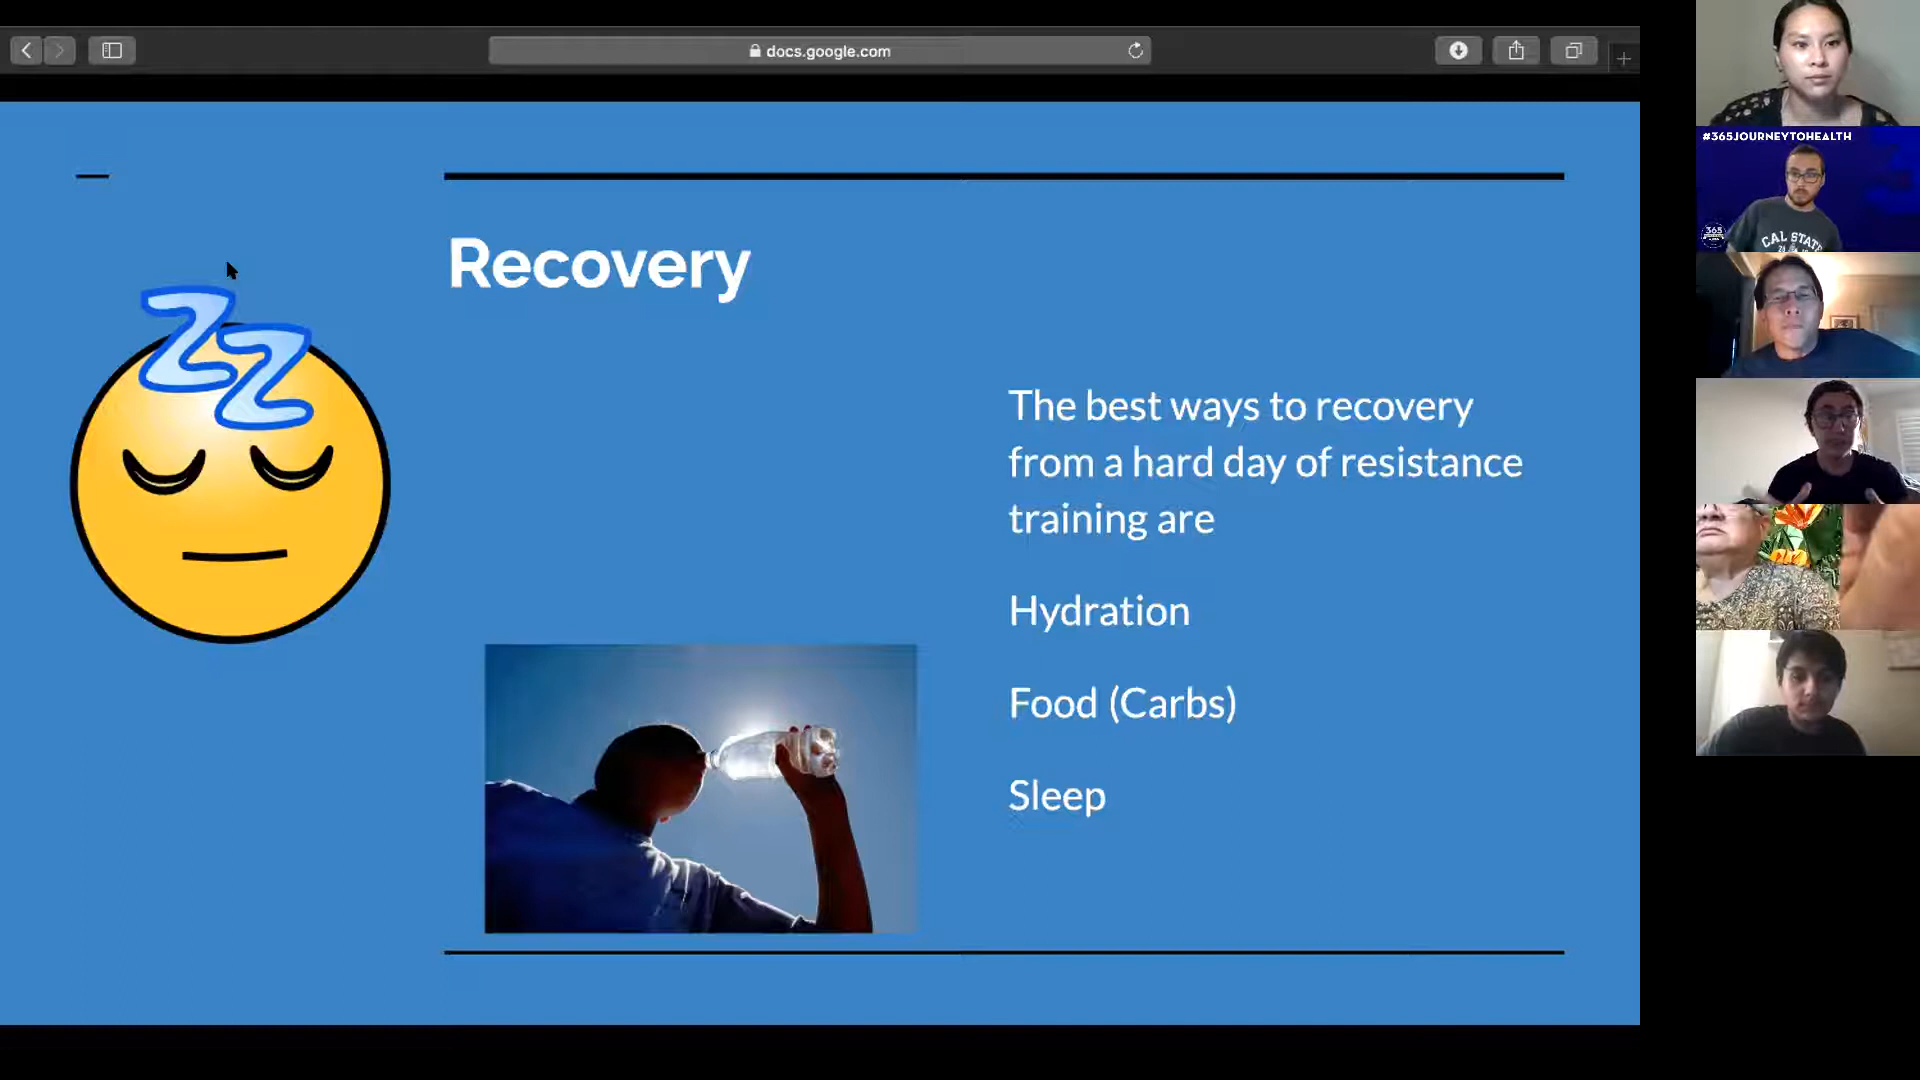 docs.google.com
Recovery
The best ways to recovery
from a hard day of resistance
training are
Hydration
Food (Carbs)
Sleep
#365JOURNEYTOHEALTH
365
CAL STATE